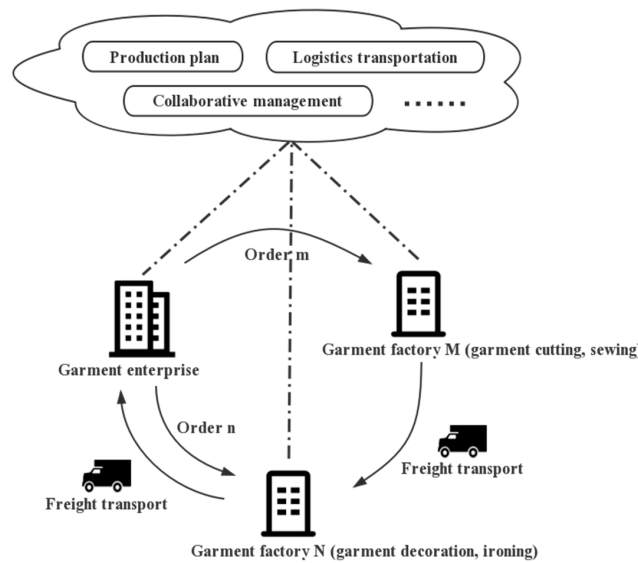 Production plan
Logistics transportation
Collaborative management
Order m
Garment factory M (garment cutting, sewing)
Garment enterprise
Order n
Freight transport
Freight transport
Garment factory N (garment decoration, ironing)